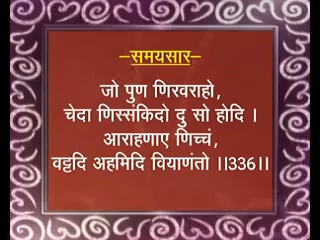 –समयसार–
जो पुण णिरवराहो,
चेदा णिस्संकिदो दु सो होदि ।
आराहणाए णिच्चं,
वट्टदि अहमिदि वियाणंतो ।।336।।